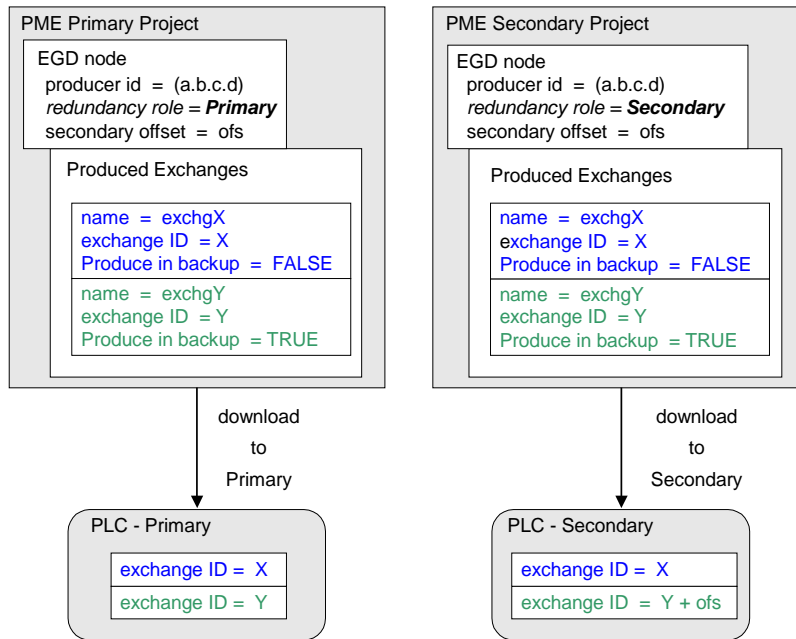 PME Primary Project
EGD node
producer id = (a.b.c.d)
redundancy role = Primary
secondary offset = ofs
Produced Exchanges
name = exchgX
exchange ID = X
Produce in backup = FALSE
name = exchgY
exchange ID = Y
Produce in backup = TRUE
download
to
Primary
PLC - Primary
exchange ID = X
exchange ID = Y
PME Secondary Project
EGD node
producer id = (a.b.c.d)
redundancy role = Secondary
secondary offset = ofs
Produced Exchanges
name = exchgX
exchange ID = X
Produce in backup = FALSE
name = exchgY
exchange ID = Y
Produce in backup = TRUE
download
to
Secondary
PLC - Secondary
exchange ID = X
exchange ID = Y + ofs